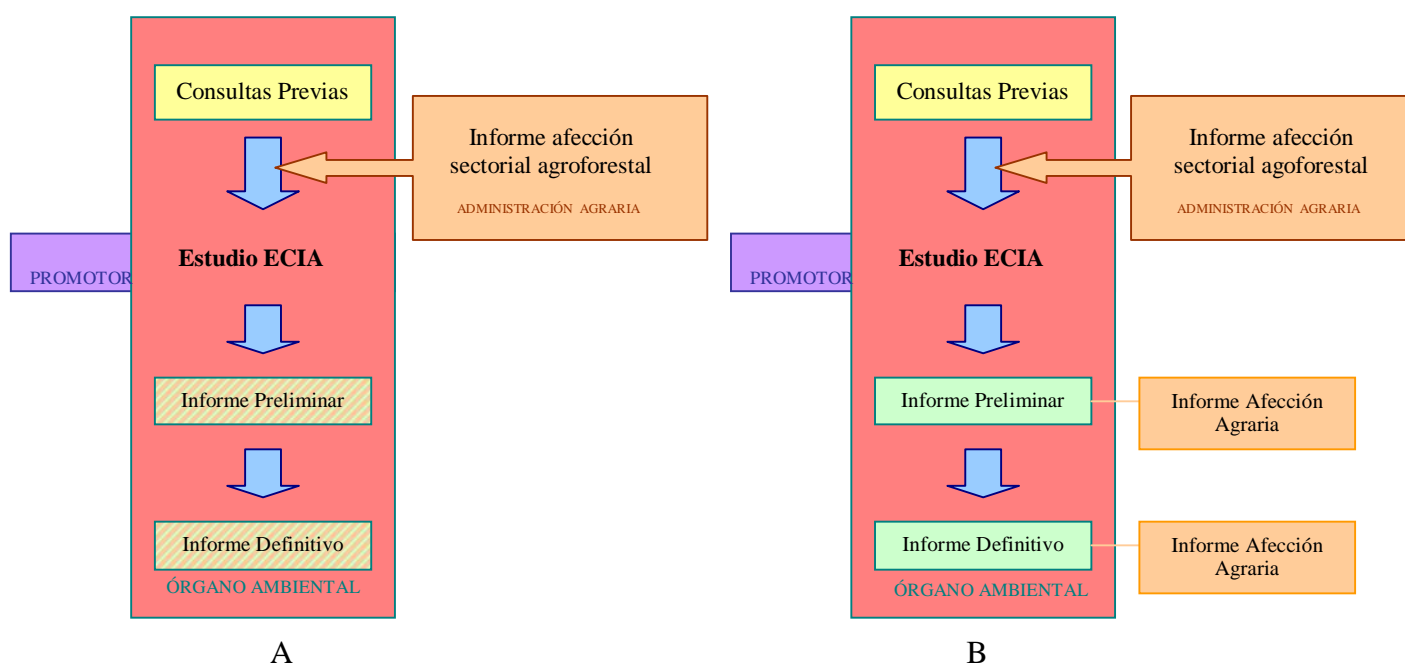 Consultas Previas
Informe afección
sectorial agroforestal
ADMINISTRACIÓN AGRARIA
PROMOTOR
Estudio ECIA
Informe Preliminar
Informe Definitivo
ÓRGANO AMBIENTAL
A
Consultas Previas
Informe afección
sectorial agoforestal
ADMINISTRACIÓN AGRARIA
PROMOTOR
Estudio ECIA
Informe Preliminar
Informe Afección
Agraria
Informe Definitivo
Informe Afección
Agraria
ÓRGANO AMBIENTAL
B